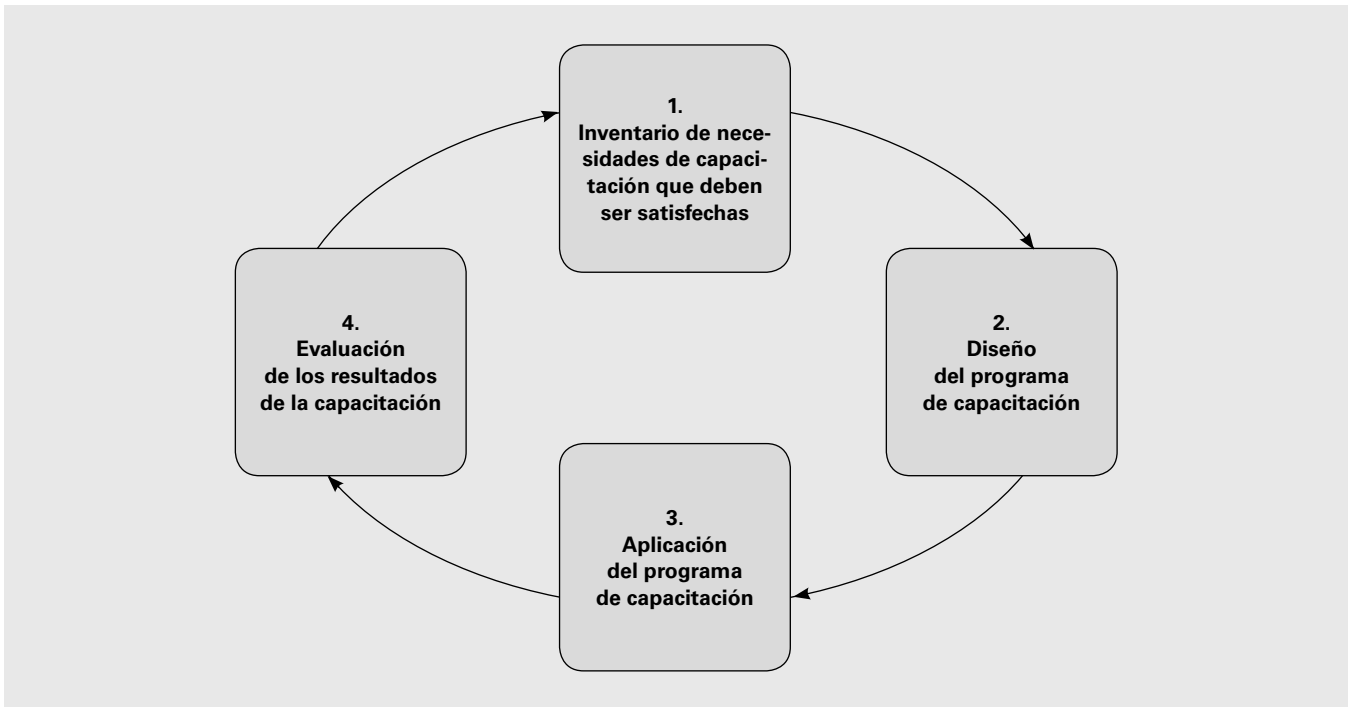 1.
Inventario de nece-
sidades de capaci-
tación que deben
ser satisfechas
2.
Diseño
del programa
de capacitación
3.
Aplicación
del programa
de capacitación
4.
Evaluación
de los resultados
de la capacitación